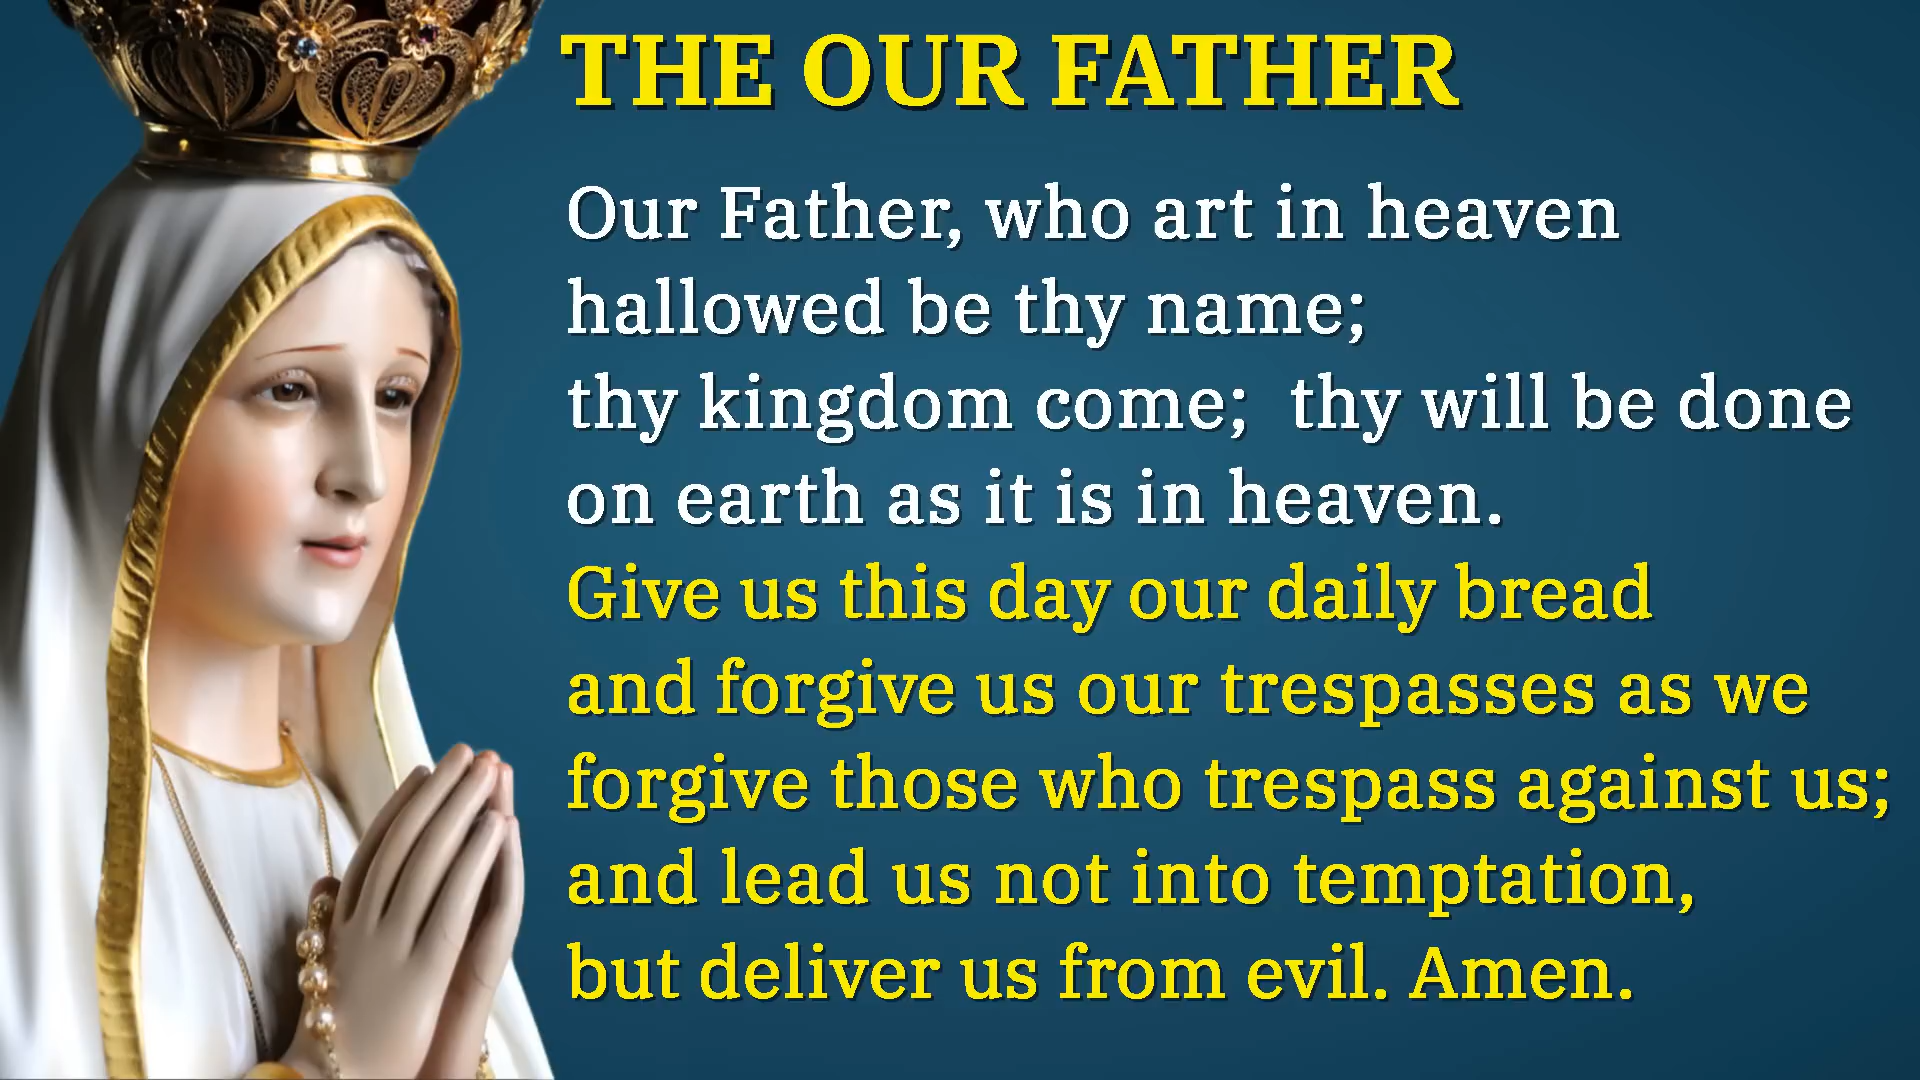 THE OUR FATHER
Our Father, who art in heaven
hallowed be thy name;
thy kingdom come;  thy will be done
on earth as it is in heaven.
Give us this day our daily bread
and forgive us our trespasses as we
forgive those who trespass against us;
and lead us not into temptation,
but deliver us from evil. Amen.